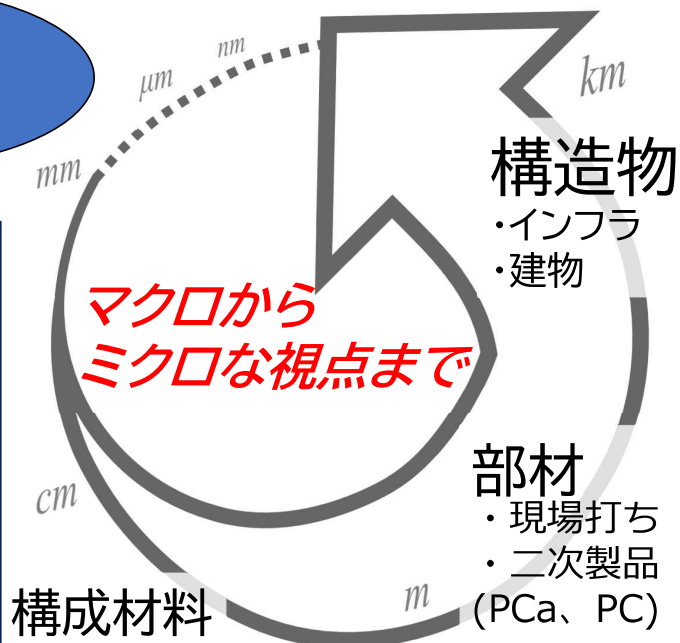 nm
μm
km
mm
構造物
・インフラ
・建物
マクロから
ミクロな視点まで
部材
・現場打ち
・二次製品
(PCa、PC)
cm
m
構成材料